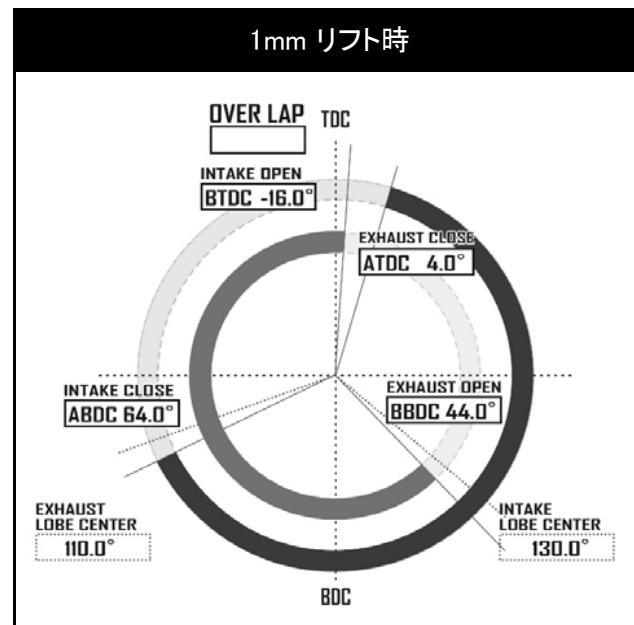 1mm リフト時
OVER LAP
TDC
INTAKE OPEN
BTDC -16.0°
EXHAUST CLOSE
ATDC 4.0°
INTAKE CLOSE
ABDC 64.0°
EXHAUST OPEN
BBDC 44.0°
EXHAUST
LOBE CENTER
110.0°
INTAKE
LOBE CENTER
130.0°
BDC